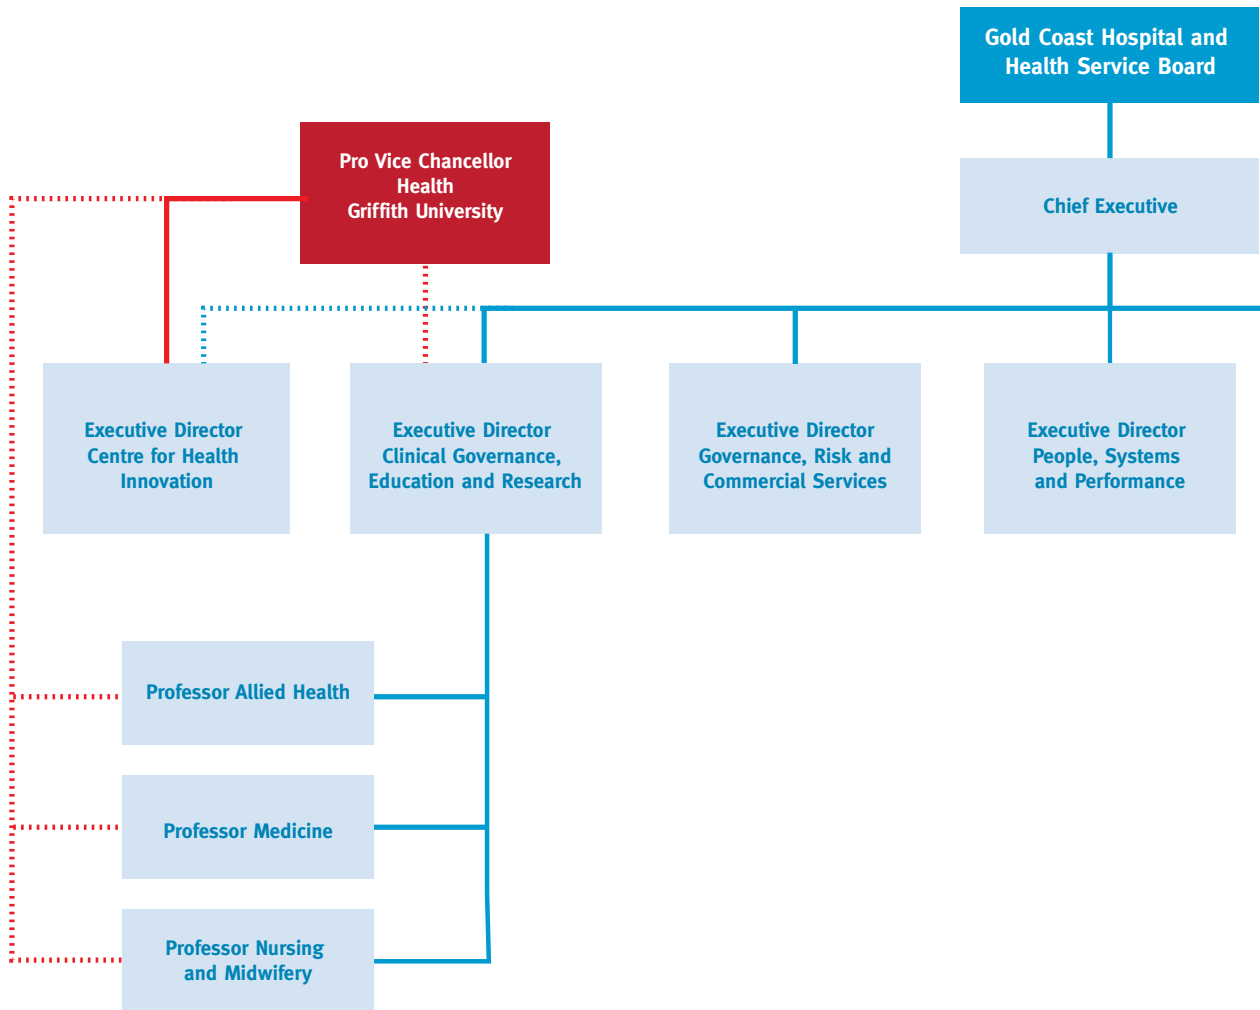 Gold Coast Hospital and
Health Service Board
Pro Vice Chancellor
Health
Griffith University
Chief Executive
Executive Director
Centre for Health
Innovation
Executive Director
Clinical Governance,
Education and Research
Executive Director
Governance, Risk and
Commercial Services
Executive Director
People, Systems
and Performance
Professor Allied Health
Professor Medicine
Professor Nursing
and Midwifery